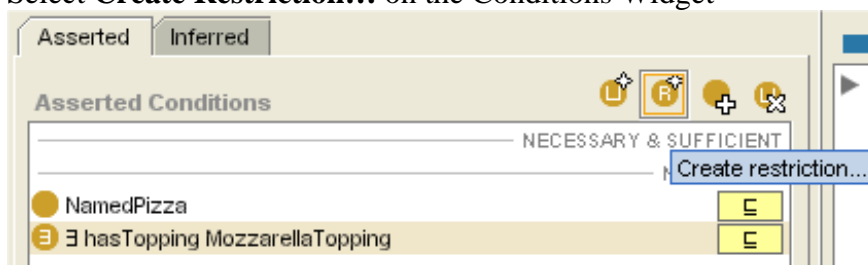 Select Create Restriction... on the Conditions Widget
Asserted Inferred
Asserted Conditions
NECESSARY & SUFFICIENT
N
Create restriction...
NamedPizza ⊑
∃ hasTopping MozzarellaTopping ⊑